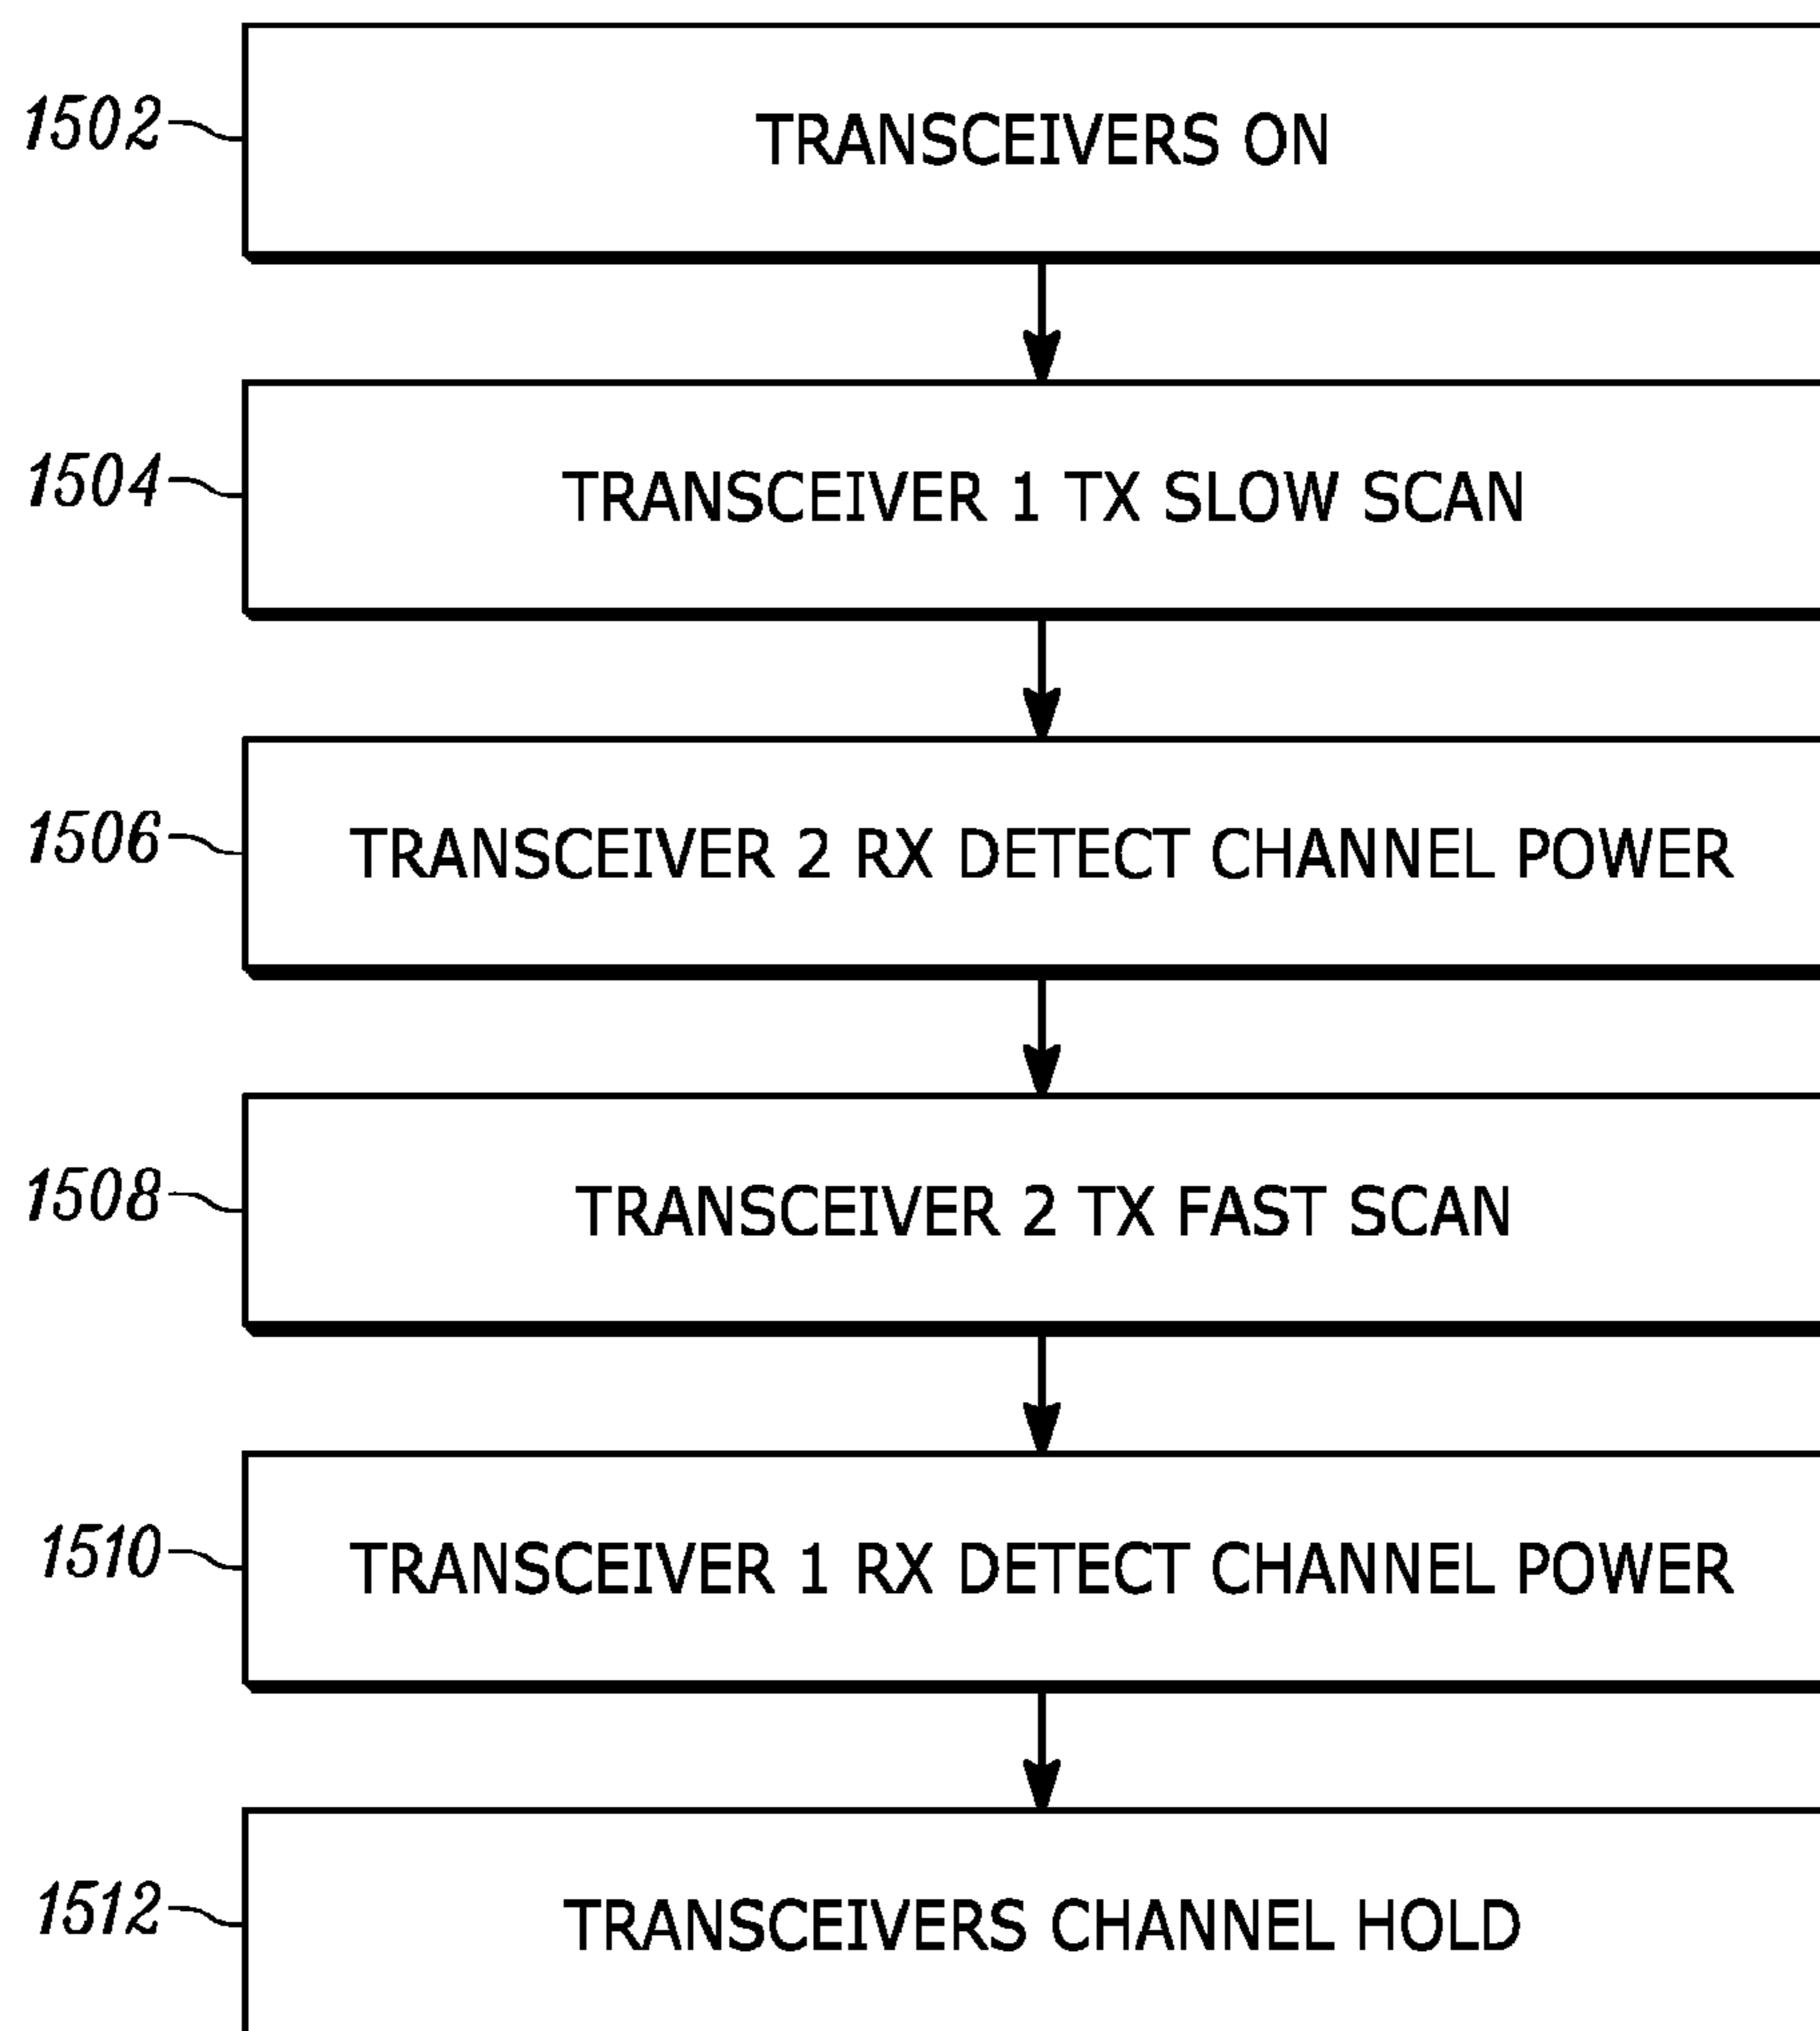 1502 TRANSCEIVERS ON
1504 TRANSCEIVER 1 TX SLOW SCAN
1506 TRANSCEIVER 2 RX DETECT CHANNEL POWER
1508 TRANSCEIVER 2 TX FAST SCAN
1510 TRANSCEIVER 1 RX DETECT CHANNEL POWER
1512 TRANSCEIVERS CHANNEL HOLD